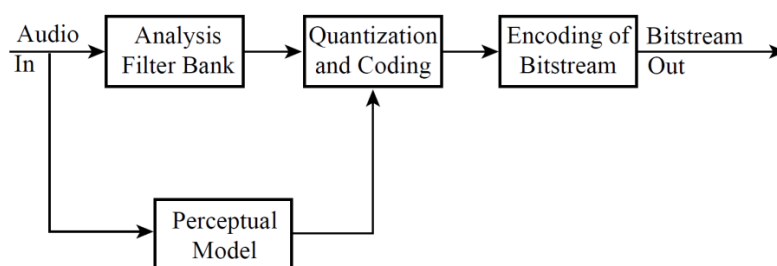 Audio
In
Analysis
Filter Bank
Quantization
and Coding
Encoding of
Bitstream
Bitstream
Out
Perceptual
Model